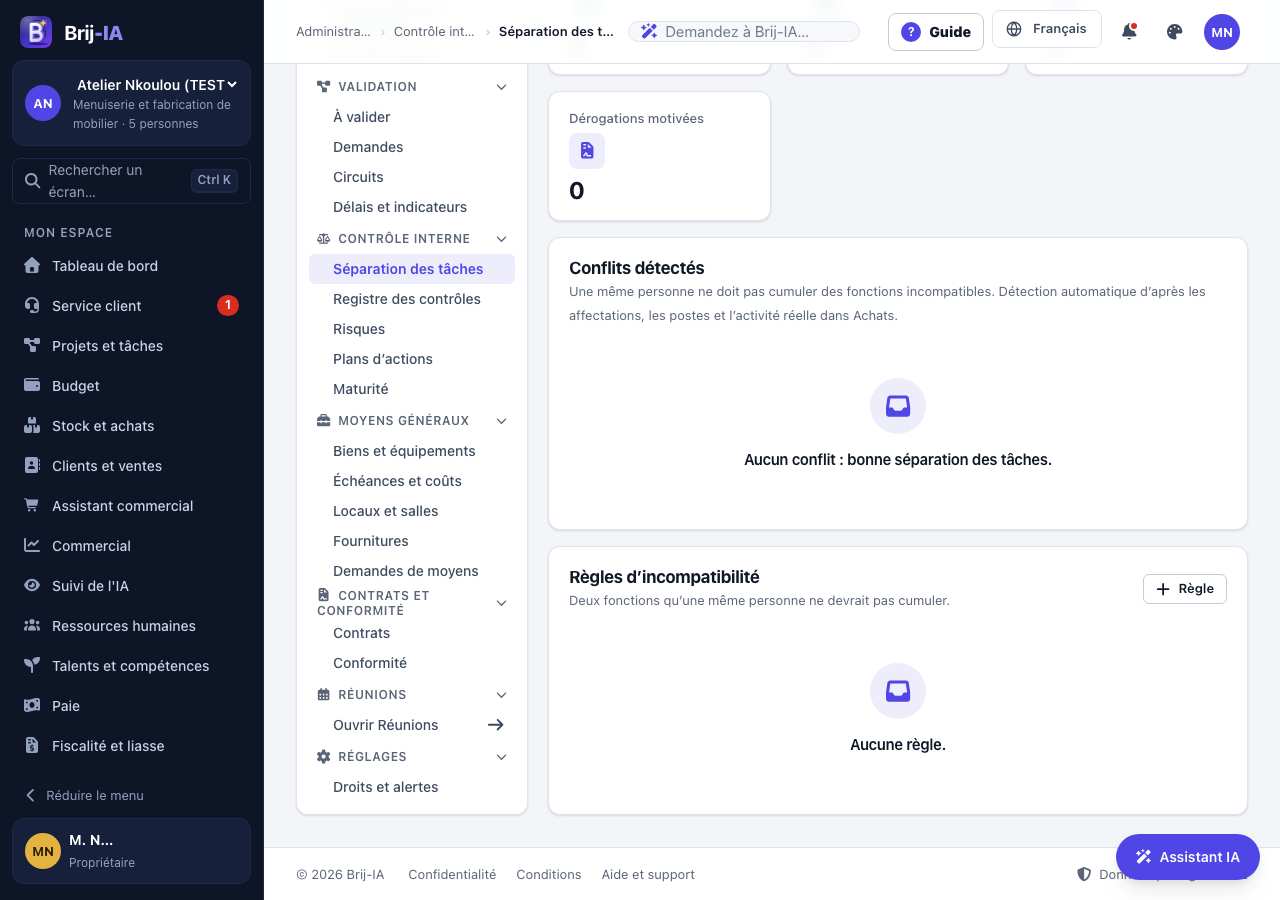 Brij-IA
AN
Atelier Nkoulou (TEST
Menuiserie et fabrication de
mobilier · 5 personnes
Rechercher un
écran...
Ctrl K
MON ESPACE
Tableau de bord
Service client
1
Projets et tâches
Budget
Stock et achats
Clients et ventes
Assistant commercial
Commercial
Suivi de l'IA
Ressources humaines
Talents et compétences
Paie
Fiscalité et liasse
Réduire le menu
MN
M. N...
Propriétaire
Administra... › Contrôle int... › Séparation des t...
Demandez à Brij-IA...
? Guide
Français
MN
VALIDATION
À valider
Demandes
Circuits
Délais et indicateurs
CONTRÔLE INTERNE
Séparation des tâches
Registre des contrôles
Risques
Plans d'actions
Maturité
MOYENS GÉNÉRAUX
Biens et équipements
Échéances et coûts
Locaux et salles
Fournitures
Demandes de moyens
CONTRATS ET
CONFORMITÉ
Contrats
Conformité
RÉUNIONS
Ouvrir Réunions
RÉGLAGES
Droits et alertes
Dérogations motivées
0
Conflits détectés
Une même personne ne doit pas cumuler des fonctions incompatibles. Détection automatique d'après les
affectations, les postes et l'activité réelle dans Achats.
Aucun conflit : bonne séparation des tâches.
Règles d'incompatibilité
Deux fonctions qu'une même personne ne devrait pas cumuler.
+ Règle
Aucune règle.
© 2026 Brij-IA
Confidentialité
Conditions
Aide et support
Assistant IA